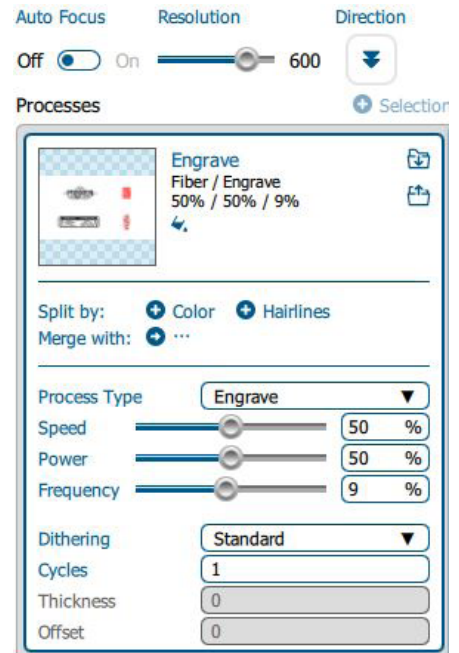 Auto Focus Resolution Direction
Off On 600
Processes Selection
Engrave
Fiber / Engrave
50% / 50% / 9%
Split by: Color Hairlines
Merge with: ...
Process Type Engrave
Speed 50 %
Power 50 %
Frequency 9 %
Dithering Standard
Cycles 1
Thickness 0
Offset 0